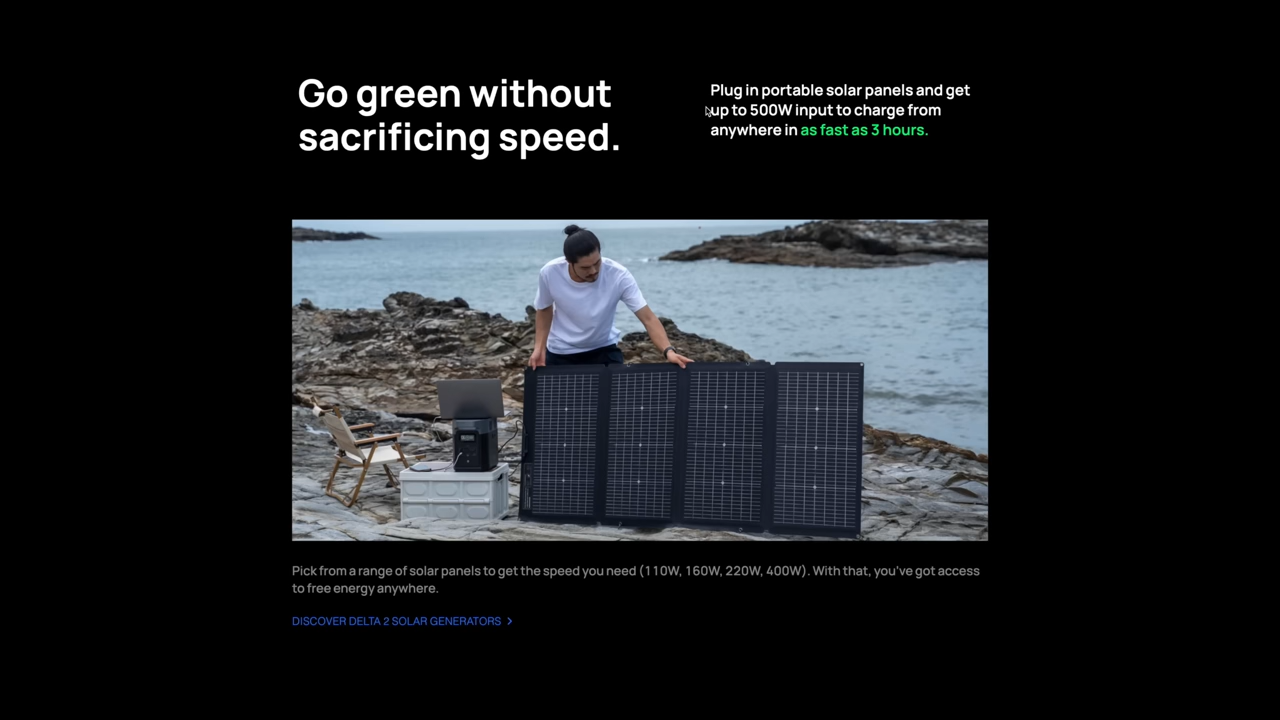 Go green without
sacrificing speed.
Plug in portable solar panels and get
up to 500W input to charge from
anywhere in as fast as 3 hours.
Pick from a range of solar panels to get the speed you need (110W, 160W, 220W, 400W). With that, you've got access
to free energy anywhere.
DISCOVER DELTA 2 SOLAR GENERATORS >